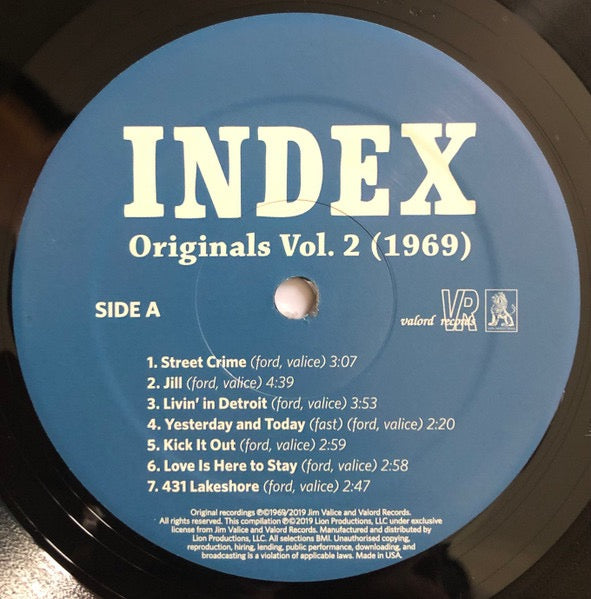 INDEX
Originals Vol. 2 (1969)
SIDE A
VR
valord records
1. Street Crime (ford, valice) 3:07
2. Jill (ford, valice) 4:39
3. Livin' in Detroit (ford, valice) 3:53
4. Yesterday and Today (fast) (ford, valice) 2:20
5. Kick It Out (ford, valice) 2:59
6. Love Is Here to Stay (ford, valice) 2:58
7. 431 Lakeshore (ford, valice) 2:47
Original recordings ℗©1969/2019 Jim Valice and Valord Records.
All rights reserved. This compilation ℗©2019 Lion Productions, LLC under exclusive
license from Jim Valice and Valord Records. Manufactured and distributed by
Lion Productions, LLC. All selections BMI. Unauthorised copying,
reproduction, hiring, lending, public performance, downloading, and
broadcasting is a violation of applicable laws. Made in USA.